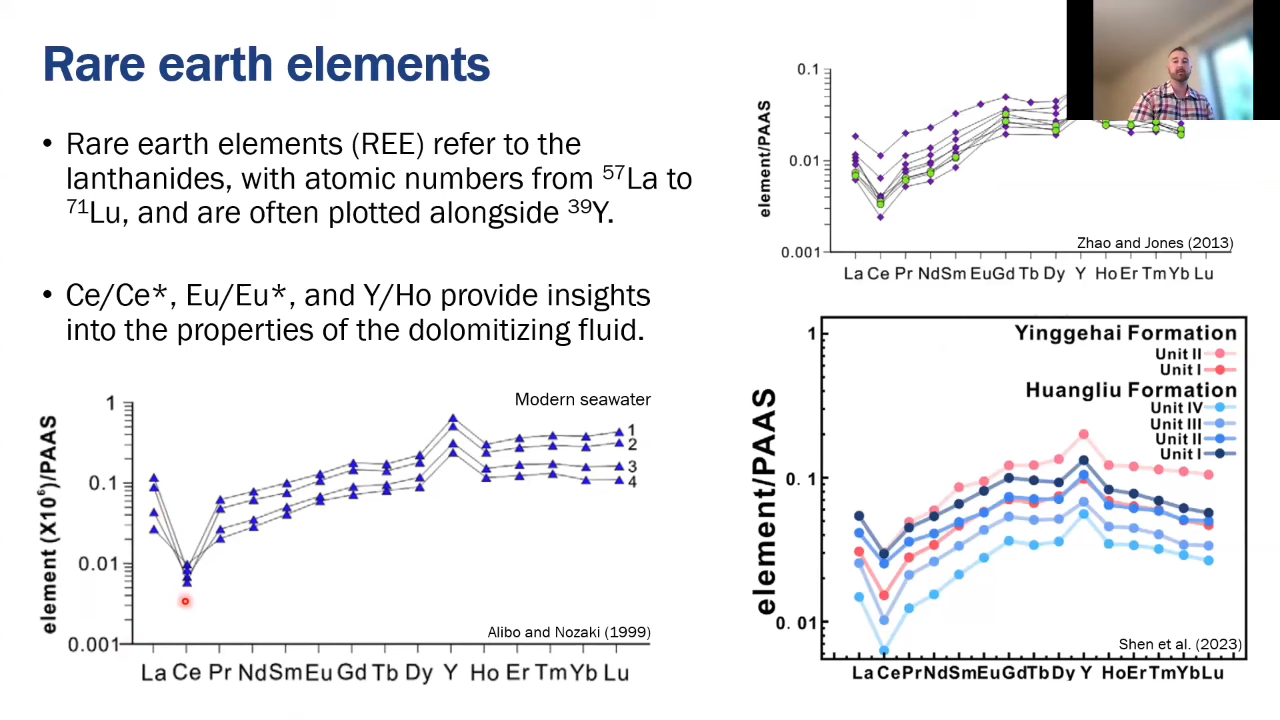 Rare earth elements
• Rare earth elements (REE) refer to the
lanthanides, with atomic numbers from ⁵⁷La to
⁷¹Lu, and are often plotted alongside ³⁹Y.
• Ce/Ce*, Eu/Eu*, and Y/Ho provide insights
into the properties of the dolomitizing fluid.
element (X10⁶)/PAAS
1
0.1
0.01
0.001
Modern seawater
1
2
3
4
Alibo and Nozaki (1999)
La Ce Pr Nd Sm Eu Gd Tb Dy Y Ho Er Tm Yb Lu
element/PAAS
0.1
0.01
0.001
Zhao and Jones (2013)
La Ce Pr Nd Sm Eu Gd Tb Dy Y Ho Er Tm Yb Lu
element/PAAS
1
0.1
0.01
Yinggehai Formation
Unit II
Unit I
Huangliu Formation
Unit IV
Unit III
Unit II
Unit I
Shen et al. (2023)
La Ce Pr Nd Sm Eu Gd Tb Dy Y Ho Er Tm Yb Lu